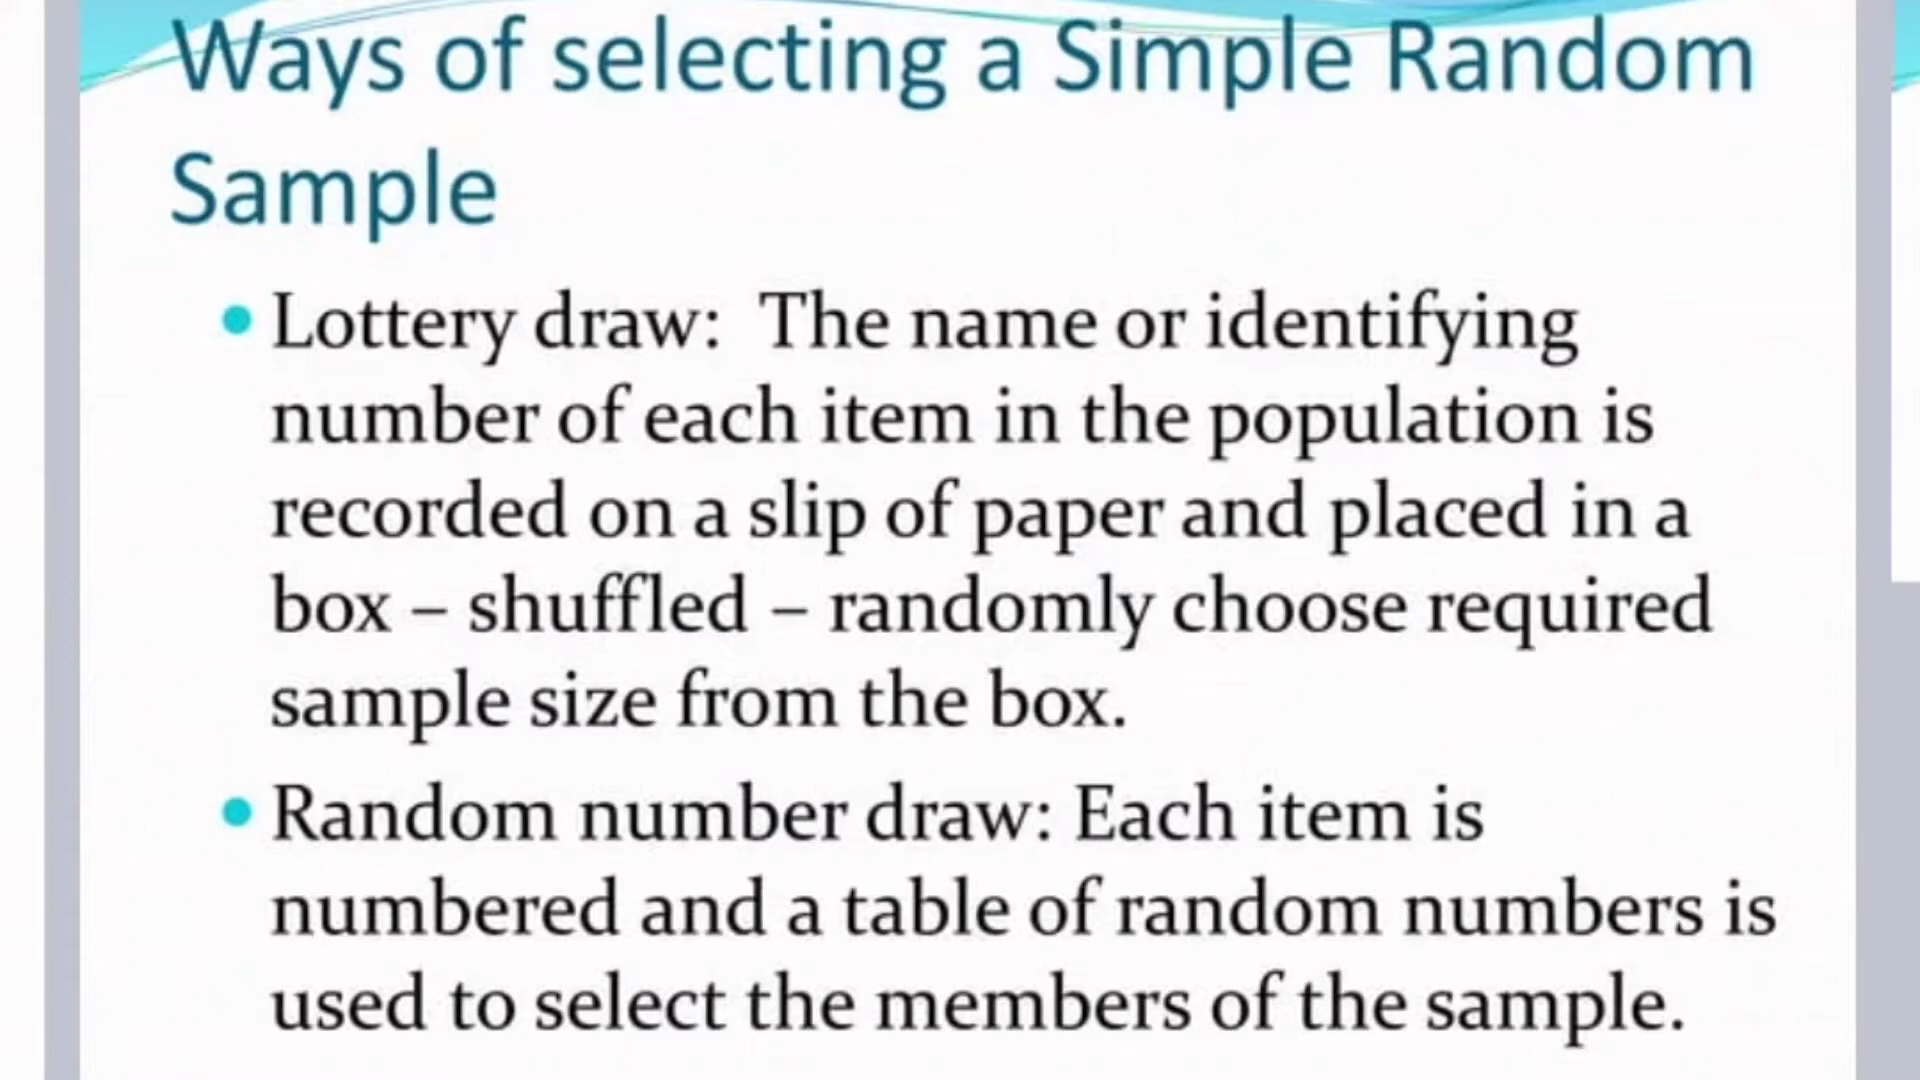 Ways of selecting a Simple Random
Sample
• Lottery draw: The name or identifying
number of each item in the population is
recorded on a slip of paper and placed in a
box – shuffled – randomly choose required
sample size from the box.
• Random number draw: Each item is
numbered and a table of random numbers is
used to select the members of the sample.